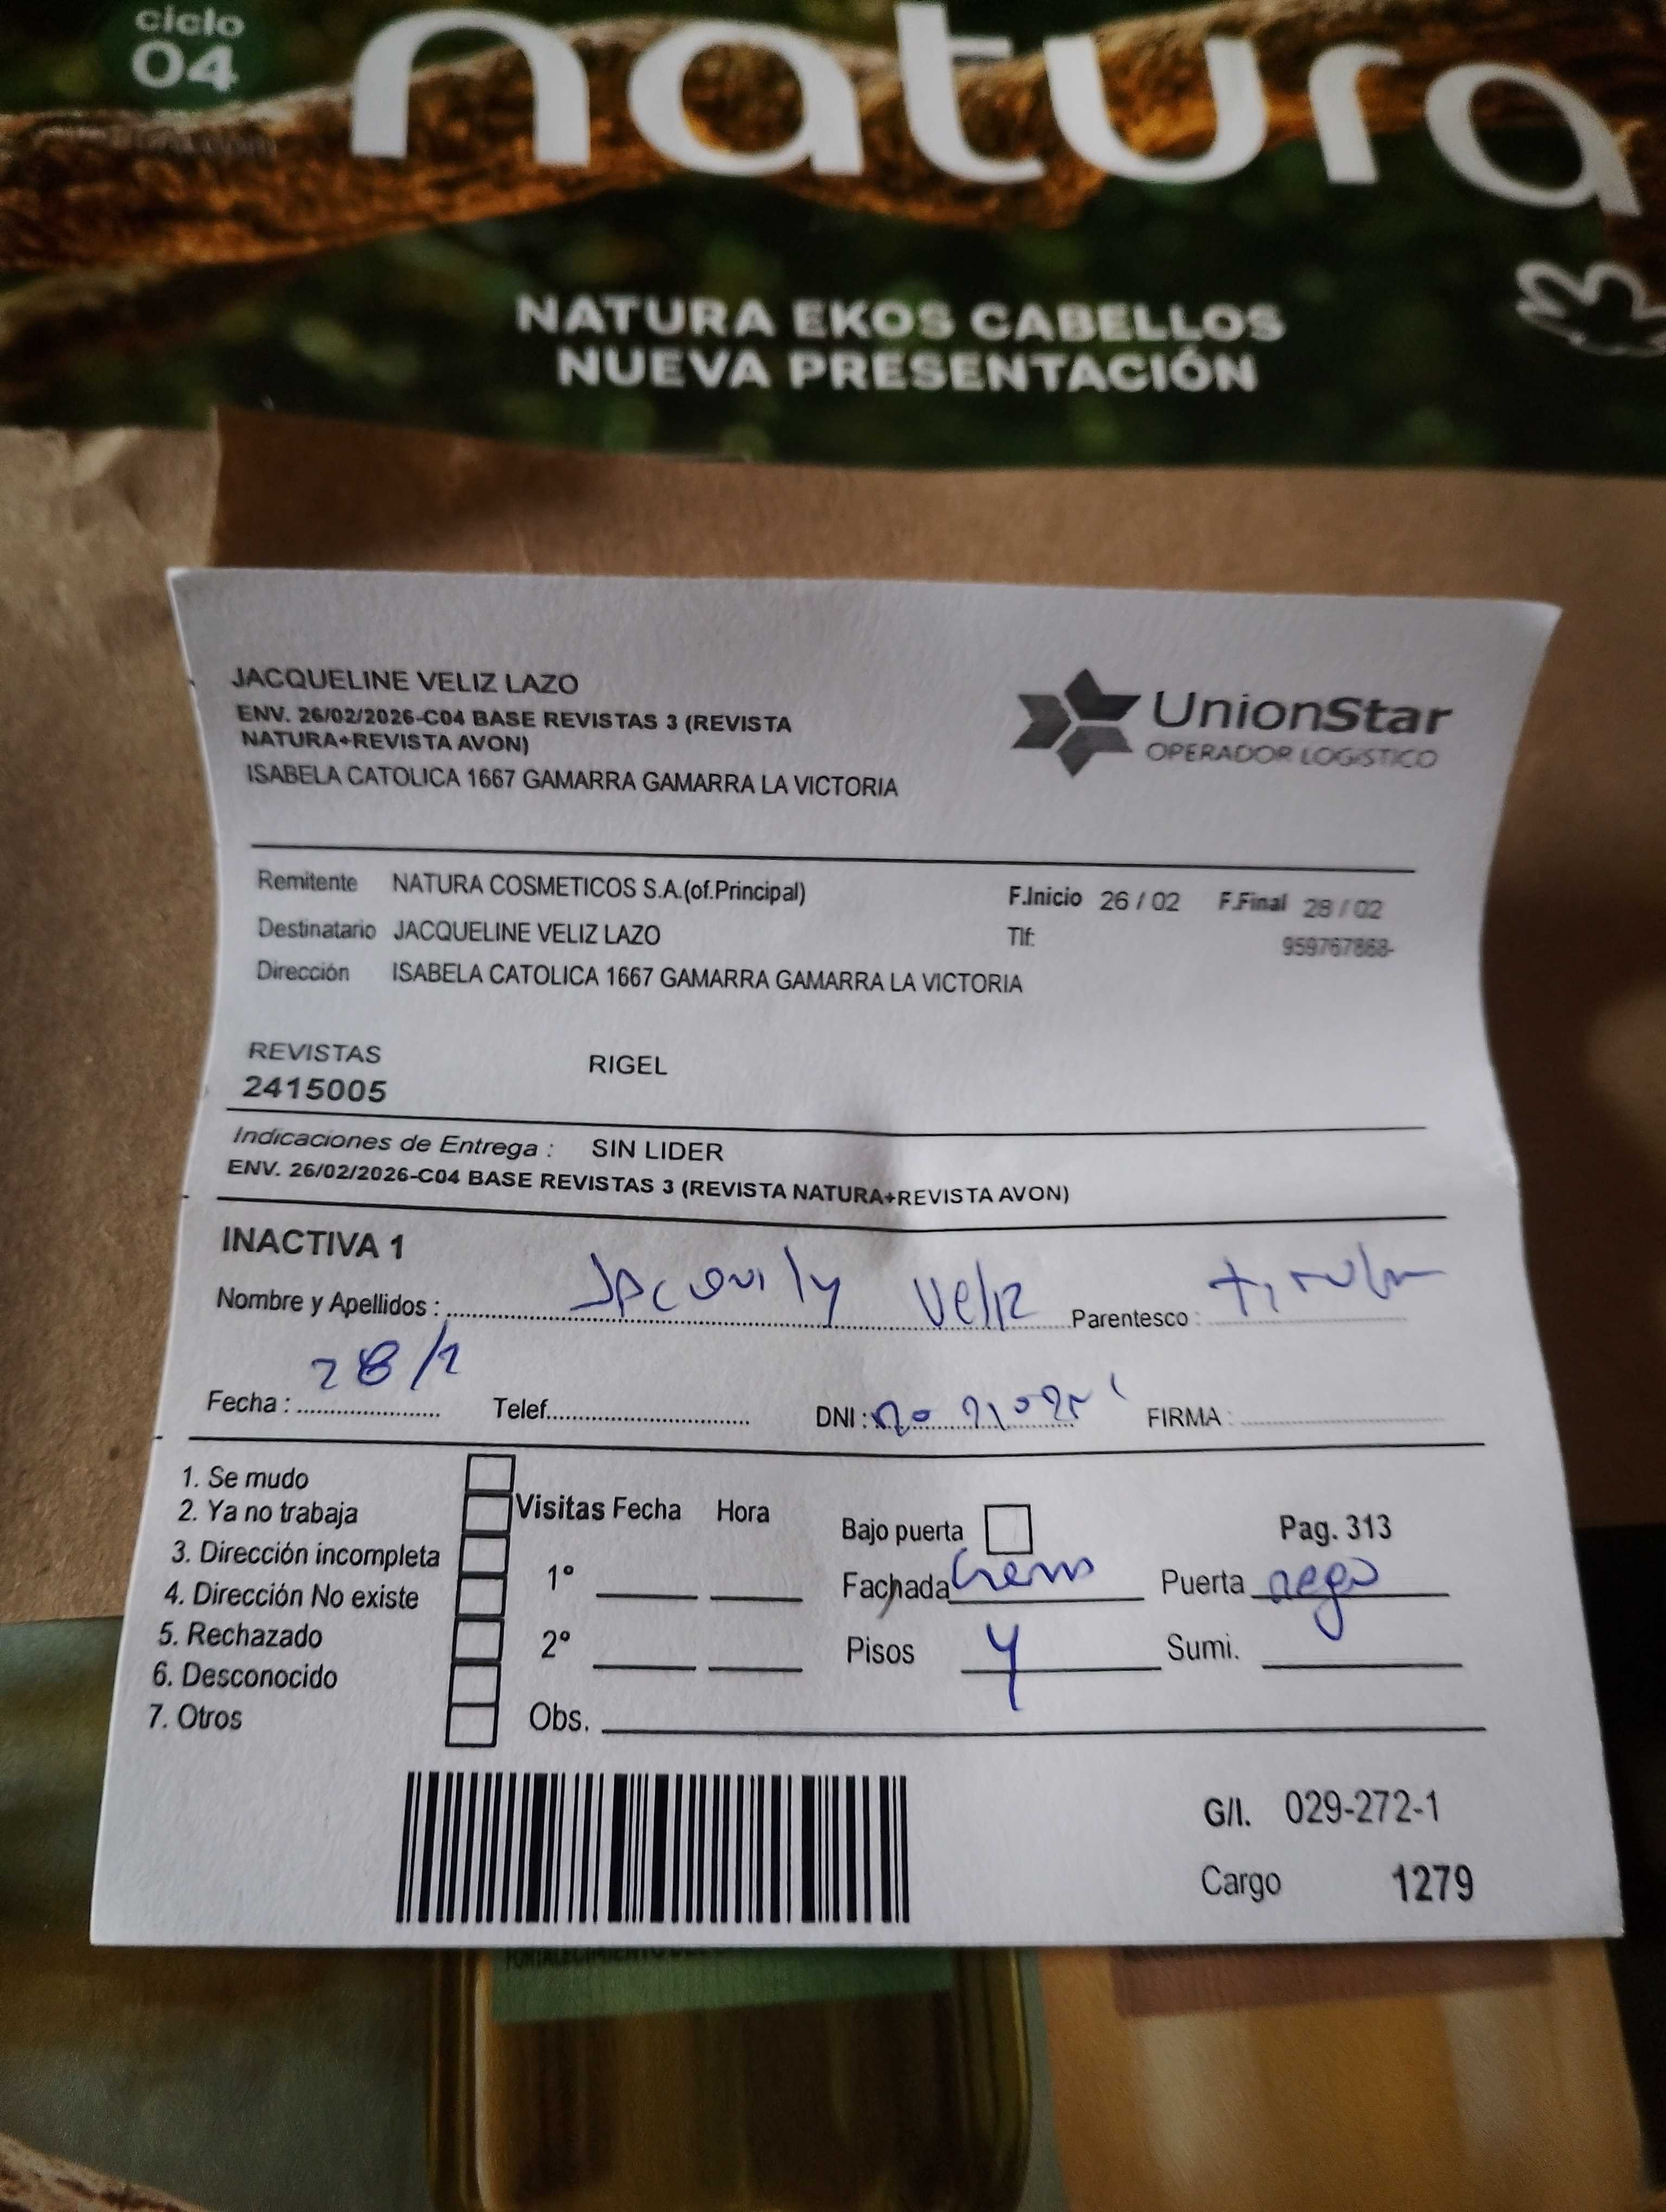 ciclo
04
natura
NATURA EKOS CABELLOS
NUEVA PRESENTACIÓN
JACQUELINE VELIZ LAZO
ENV. 26/02/2026-C04 BASE REVISTAS 3 (REVISTA
NATURA+REVISTA AVON)
ISABELA CATOLICA 1667 GAMARRA GAMARRA LA VICTORIA
UnionStar
OPERADOR LOGISTICO
Remitente NATURA COSMETICOS S.A.(of.Principal) F.Inicio 26 / 02 F.Final 28 / 02
Destinatario JACQUELINE VELIZ LAZO Tlf: 959767868-
Dirección ISABELA CATOLICA 1667 GAMARRA GAMARRA LA VICTORIA
REVISTAS RIGEL
2415005
Indicaciones de Entrega : SIN LIDER
ENV. 26/02/2026-C04 BASE REVISTAS 3 (REVISTA NATURA+REVISTA AVON)
INACTIVA 1
Nombre y Apellidos : Veliz Parentesco :
Fecha : 28/2 Telef. DNI : no FIRMA :
1. Se mudo
2. Ya no trabaja
3. Dirección incompleta
4. Dirección No existe
5. Rechazado
6. Desconocido
7. Otros
Visitas Fecha Hora
1°
2°
Obs.
Bajo puerta Pag. 313
Fachada Puerta
Pisos 4 Sumi.
G/I. 029-272-1
Cargo 1279